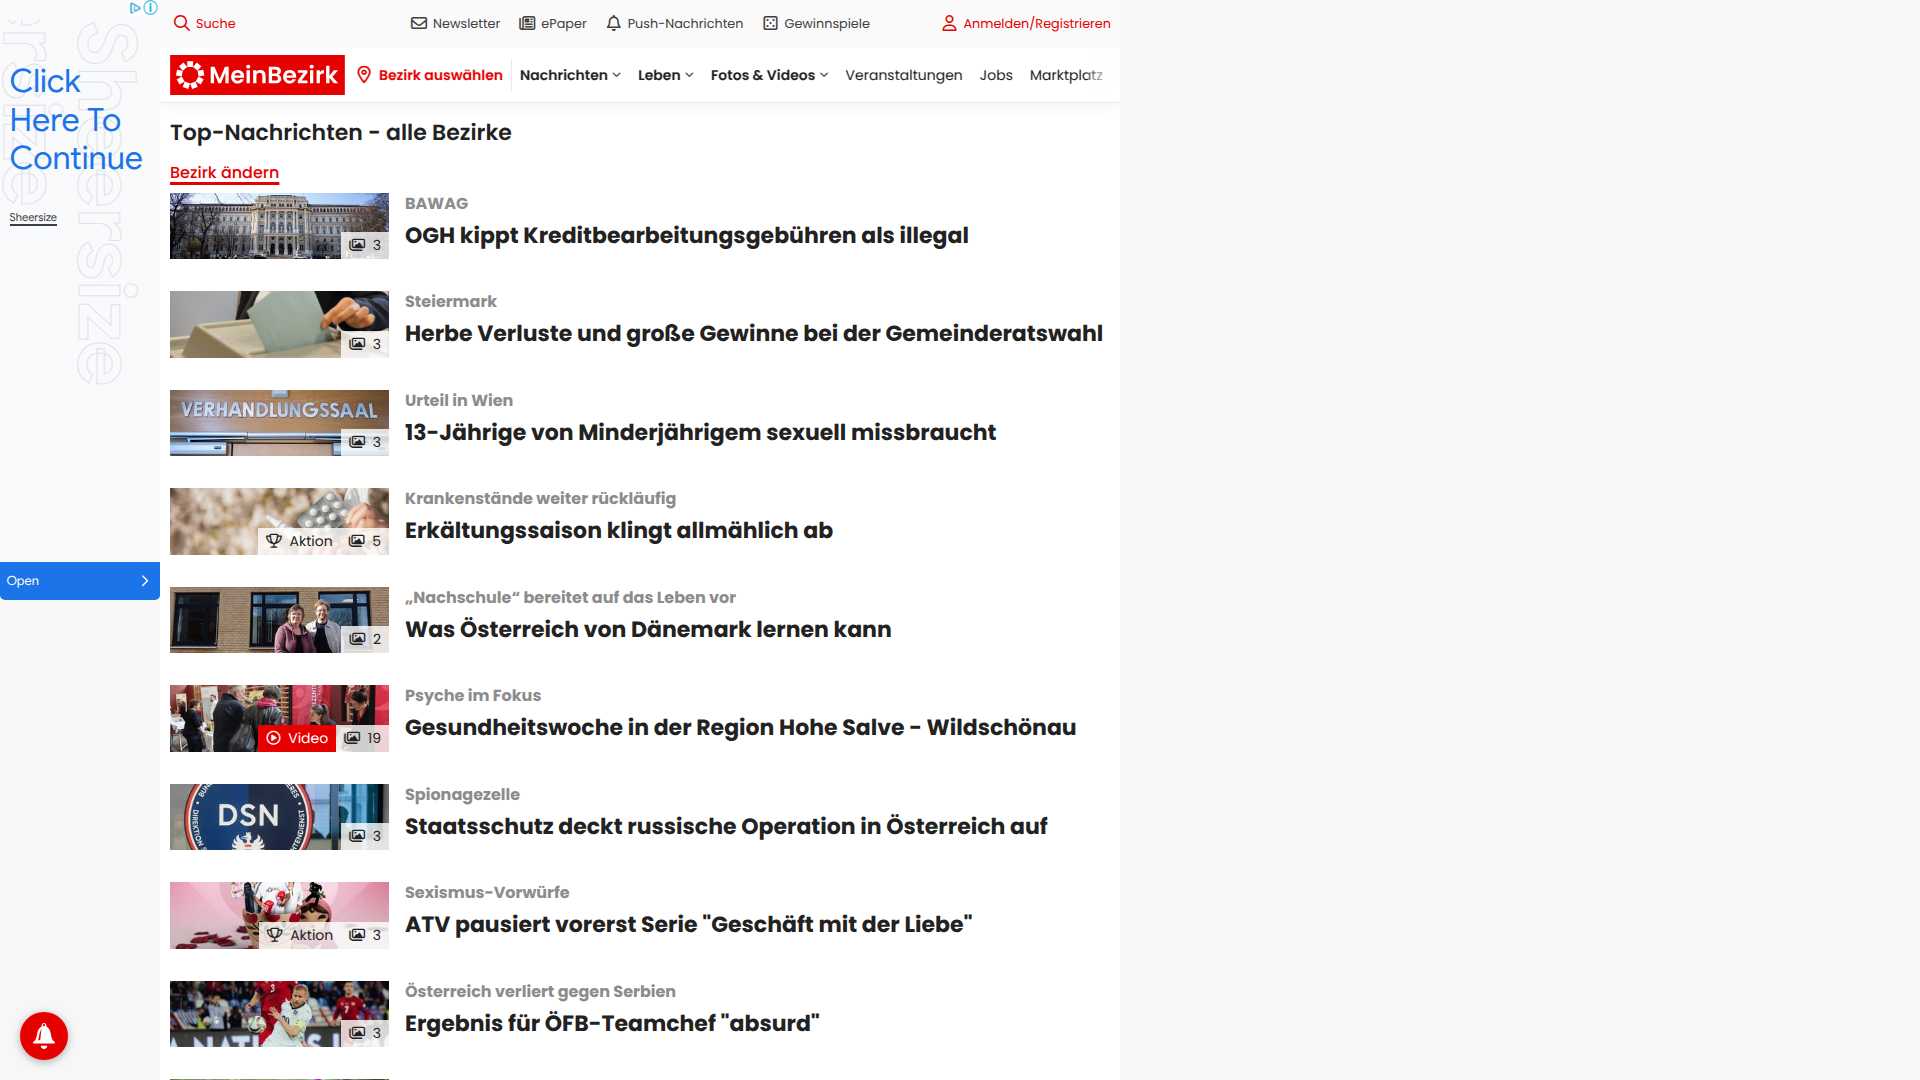 Suche
Newsletter
ePaper
Push-Nachrichten
Gewinnspiele
Anmelden/Registrieren
MeinBezirk
Bezirk auswählen
Nachrichten
Leben
Fotos & Videos
Veranstaltungen
Jobs
Marktplatz
Click
Here To
Continue
Sheersize
Sheersize
Open
Top-Nachrichten - alle Bezirke
Bezirk ändern
3
BAWAG
OGH kippt Kreditbearbeitungsgebühren als illegal
3
Steiermark
Herbe Verluste und große Gewinne bei der Gemeinderatswahl
VERHANDLUNGSSAAL
3
Urteil in Wien
13-Jährige von Minderjährigem sexuell missbraucht
Aktion 5
Krankenstände weiter rückläufig
Erkältungssaison klingt allmählich ab
2
„Nachschule“ bereitet auf das Leben vor
Was Österreich von Dänemark lernen kann
Video 19
Psyche im Fokus
Gesundheitswoche in der Region Hohe Salve - Wildschönau
DSN
3
Spionagezelle
Staatsschutz deckt russische Operation in Österreich auf
Aktion 3
Sexismus-Vorwürfe
ATV pausiert vorerst Serie "Geschäft mit der Liebe"
3
Österreich verliert gegen Serbien
Ergebnis für ÖFB-Teamchef "absurd"